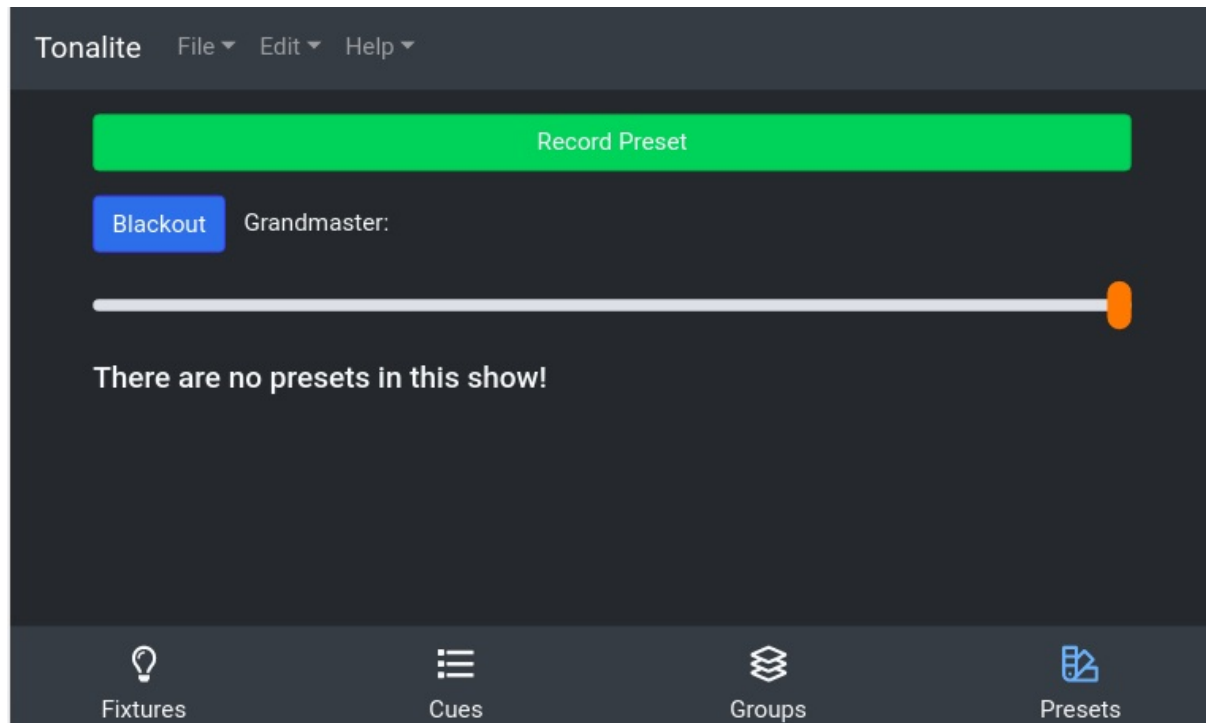 Tonalite File Edit Help
Record Preset
Blackout Grandmaster:
There are no presets in this show!
Fixtures Cues Groups Presets